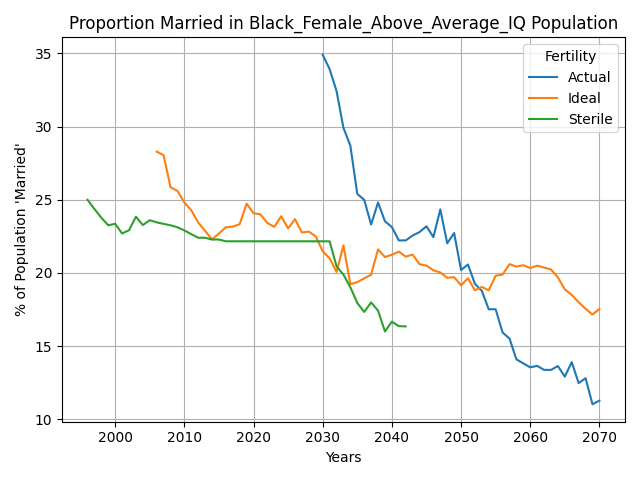 Proportion Married in Black_Female_Above_Average_IQ Population
% of Population 'Married'
35
30
25
20
15
10
Fertility
Actual
Ideal
Sterile
2000 2010 2020 2030 2040 2050 2060 2070
Years